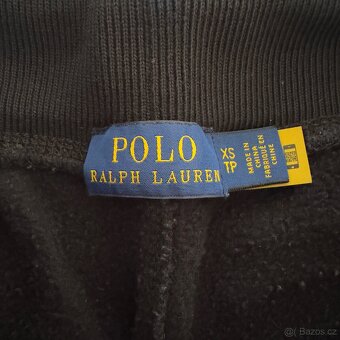 POLO
RALPH LAUREN
XS
TP
MADE IN
CHINA
FABRIQUÉ EN
CHINE
Bazos.cz